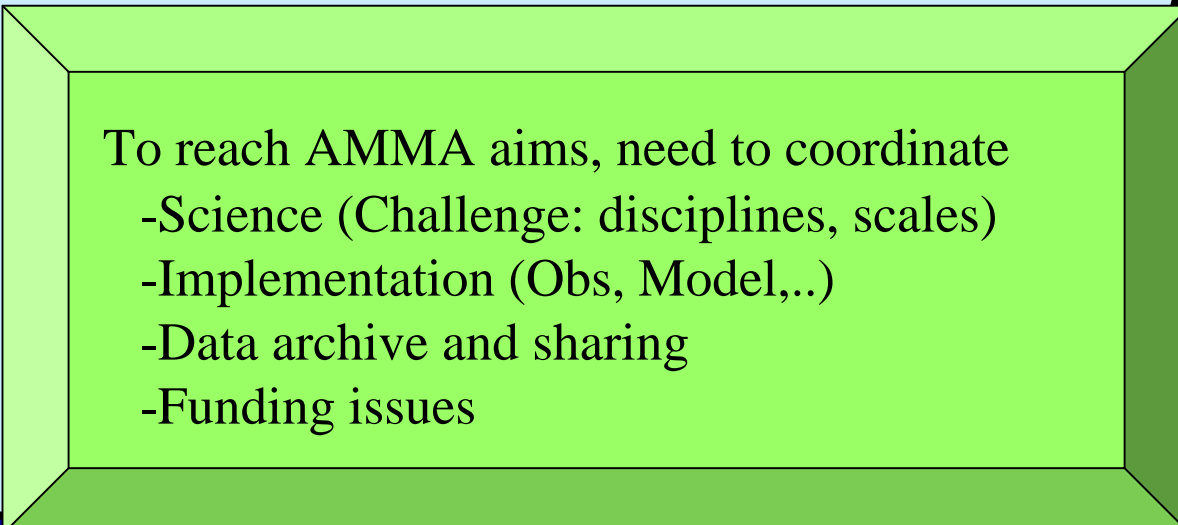 To reach AMMA aims, need to coordinate
-Science (Challenge: disciplines, scales)
-Implementation (Obs, Model,..)
-Data archive and sharing
-Funding issues